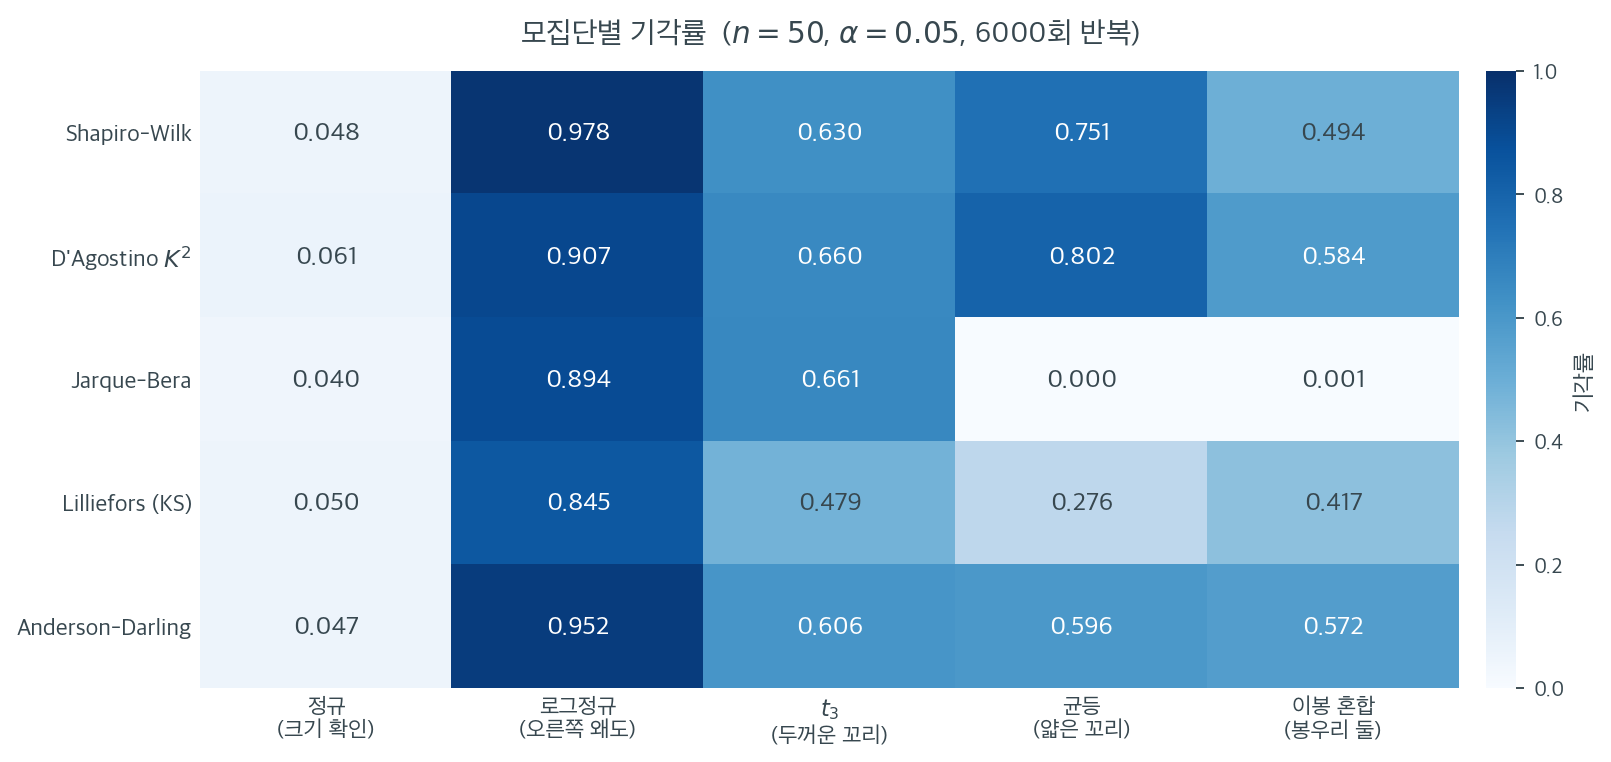 모집단별 기각률 (n = 50, α = 0.05, 6000회 반복)
Shapiro-Wilk 0.048 0.978 0.630 0.751 0.494
D'Agostino K² 0.061 0.907 0.660 0.802 0.584
Jarque-Bera 0.040 0.894 0.661 0.000 0.001
Lilliefors (KS) 0.050 0.845 0.479 0.276 0.417
Anderson-Darling 0.047 0.952 0.606 0.596 0.572
정규
(크기 확인)
로그정규
(오른쪽 왜도)
t₃
(두꺼운 꼬리)
균등
(얇은 꼬리)
이봉 혼합
(봉우리 둘)
1.0
0.8
0.6
0.4
0.2
0.0
기각률